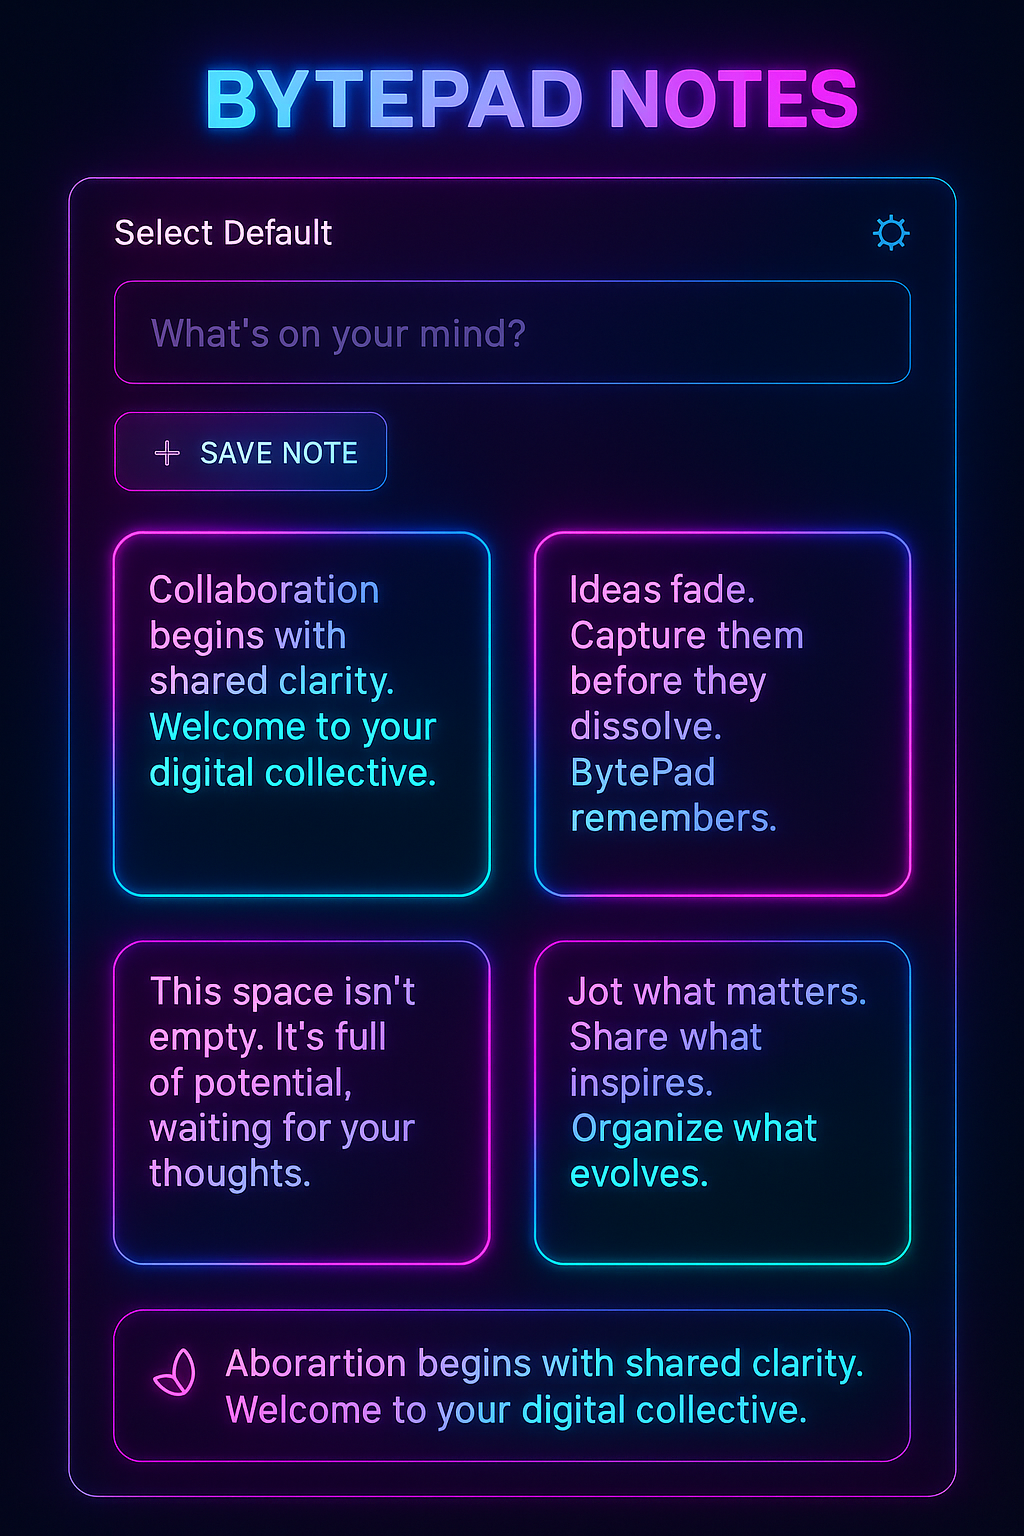 BYTEPAD NOTES
Select Default
What's on your mind?
SAVE NOTE
Collaboration
begins with
shared clarity.
Welcome to your
digital collective.
Ideas fade.
Capture them
before they
dissolve.
BytePad
remembers.
This space isn't
empty. It's full
of potential,
waiting for your
thoughts.
Jot what matters.
Share what
inspires.
Organize what
evolves.
Aborartion begins with shared clarity.
Welcome to your digital collective.